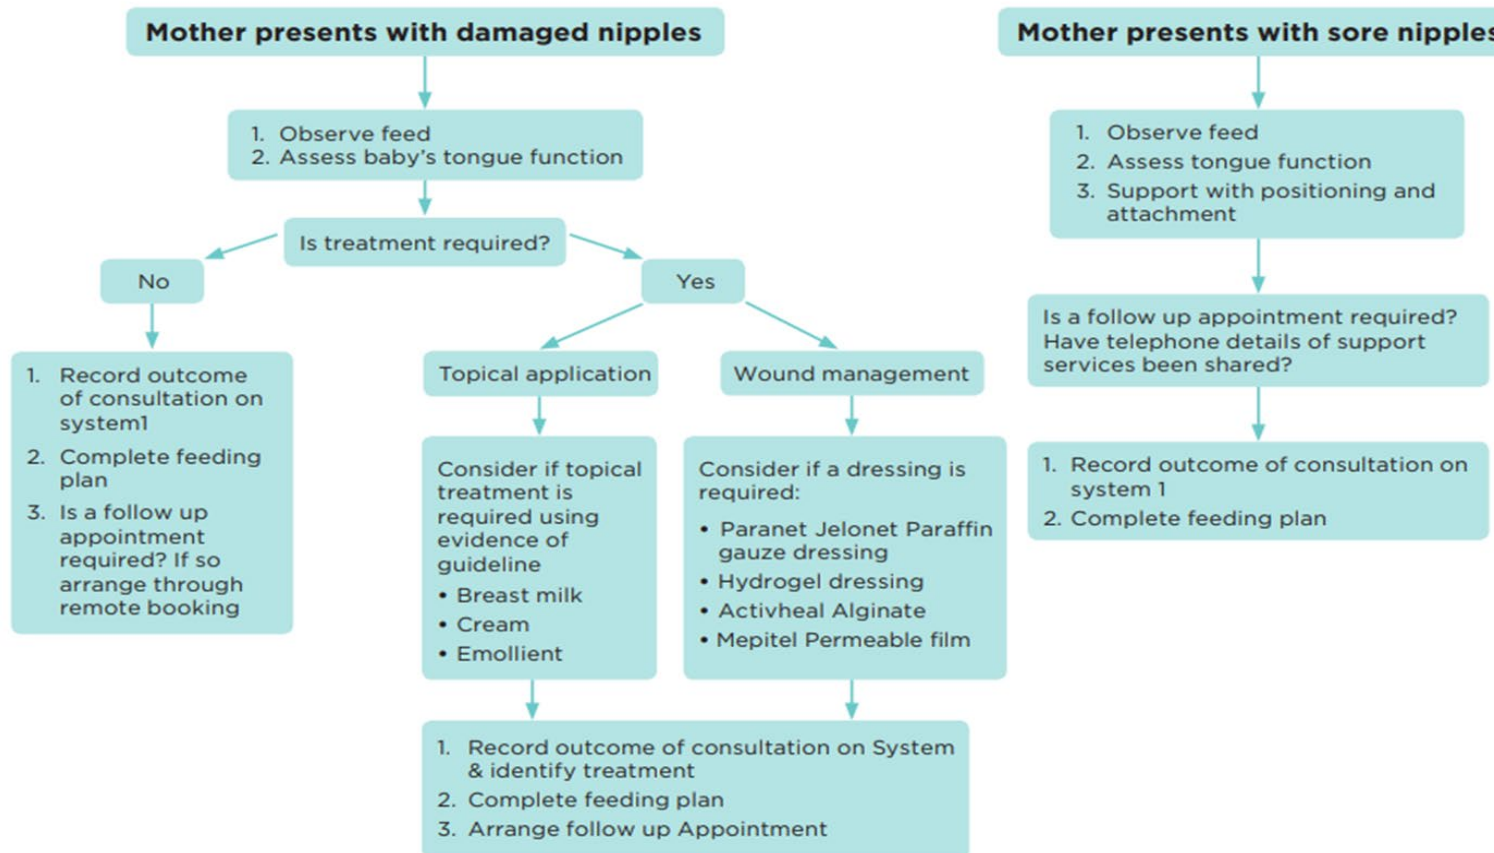 Mother presents with damaged nipples
1. Observe feed
2. Assess baby’s tongue function
Is treatment required?
No
Yes
1. Record outcome
of consultation on
system1
2. Complete feeding
plan
3. Is a follow up
appointment
required? If so
arrange through
remote booking
Topical application
Wound management
Consider if topical
treatment is
required using
evidence of
guideline
• Breast milk
• Cream
• Emollient
Consider if a dressing is
required:
• Paranet Jelonet Paraffin
gauze dressing
• Hydrogel dressing
• Activheal Alginate
• Mepitel Permeable film
1. Record outcome of consultation on System
& identify treatment
2. Complete feeding plan
3. Arrange follow up Appointment
Mother presents with sore nipples
1. Observe feed
2. Assess tongue function
3. Support with positioning and
attachment
Is a follow up appointment required?
Have telephone details of support
services been shared?
1. Record outcome of consultation on
system 1
2. Complete feeding plan